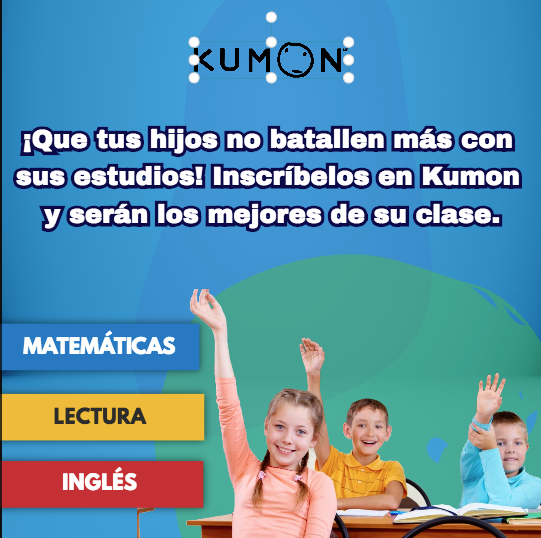 KUMON
¡Que tus hijos no batallen más con
sus estudios! Inscríbelos en Kumon
y serán los mejores de su clase.
MATEMÁTICAS
LECTURA
INGLÉS